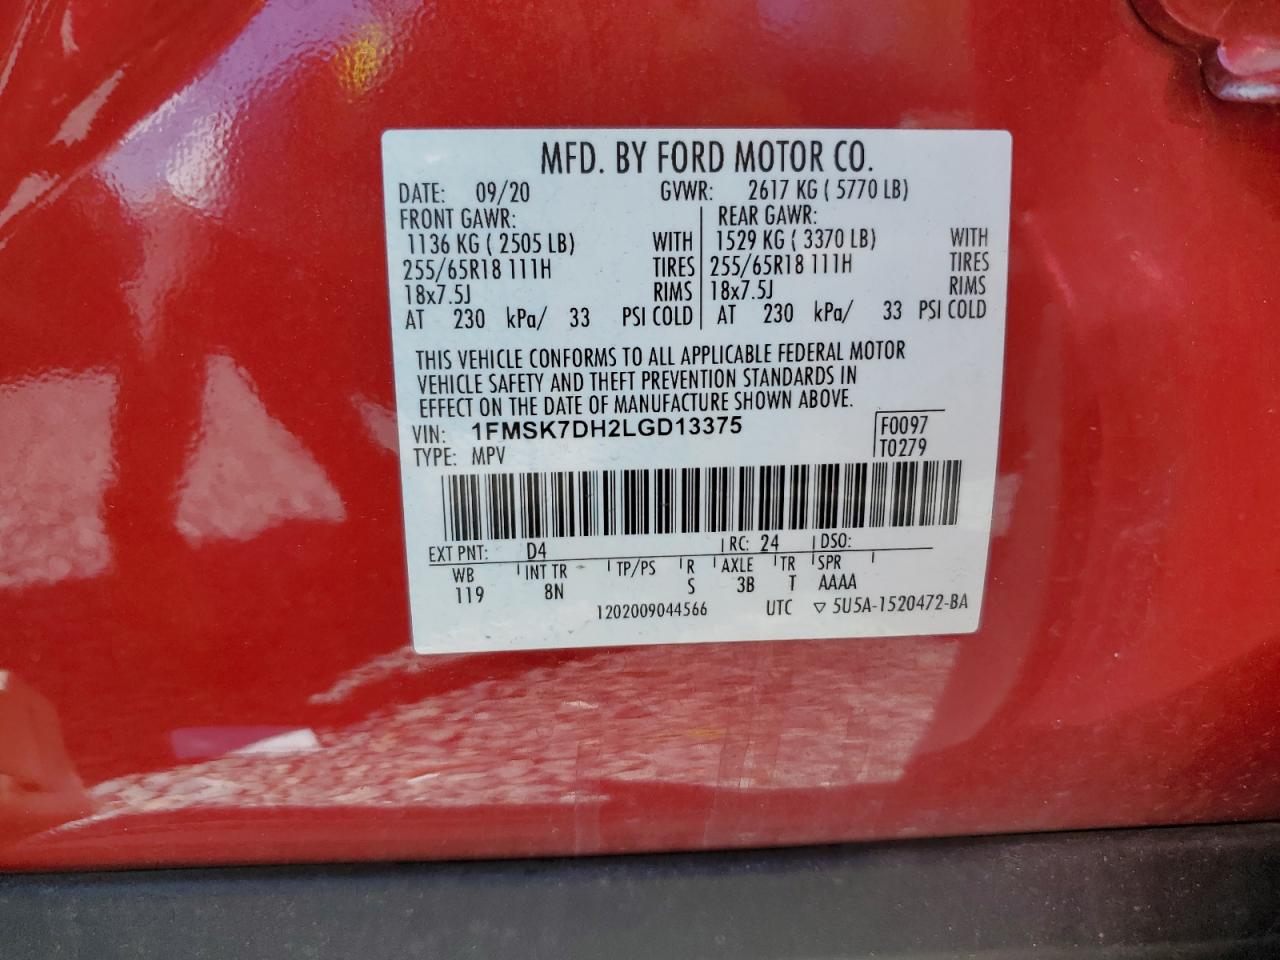 MFD. BY FORD MOTOR CO.
DATE: 09/20 GVWR: 2617 KG ( 5770 LB)
FRONT GAWR: REAR GAWR:
1136 KG ( 2505 LB) WITH 1529 KG ( 3370 LB) WITH
255/65R18 111H TIRES 255/65R18 111H TIRES
18x7.5J RIMS 18x7.5J RIMS
AT 230 kPa/ 33 PSI COLD AT 230 kPa/ 33 PSI COLD
THIS VEHICLE CONFORMS TO ALL APPLICABLE FEDERAL MOTOR
VEHICLE SAFETY AND THEFT PREVENTION STANDARDS IN
EFFECT ON THE DATE OF MANUFACTURE SHOWN ABOVE.
VIN: 1FMSK7DH2LGD13375 F0097
TYPE: MPV T0279
EXT PNT: D4 RC: 24 DSO:
WB INT TR TP/PS R AXLE TR SPR
119 8N S 3B T AAAA
1202009044566 UTC ▽ 5U5A-1520472-BA